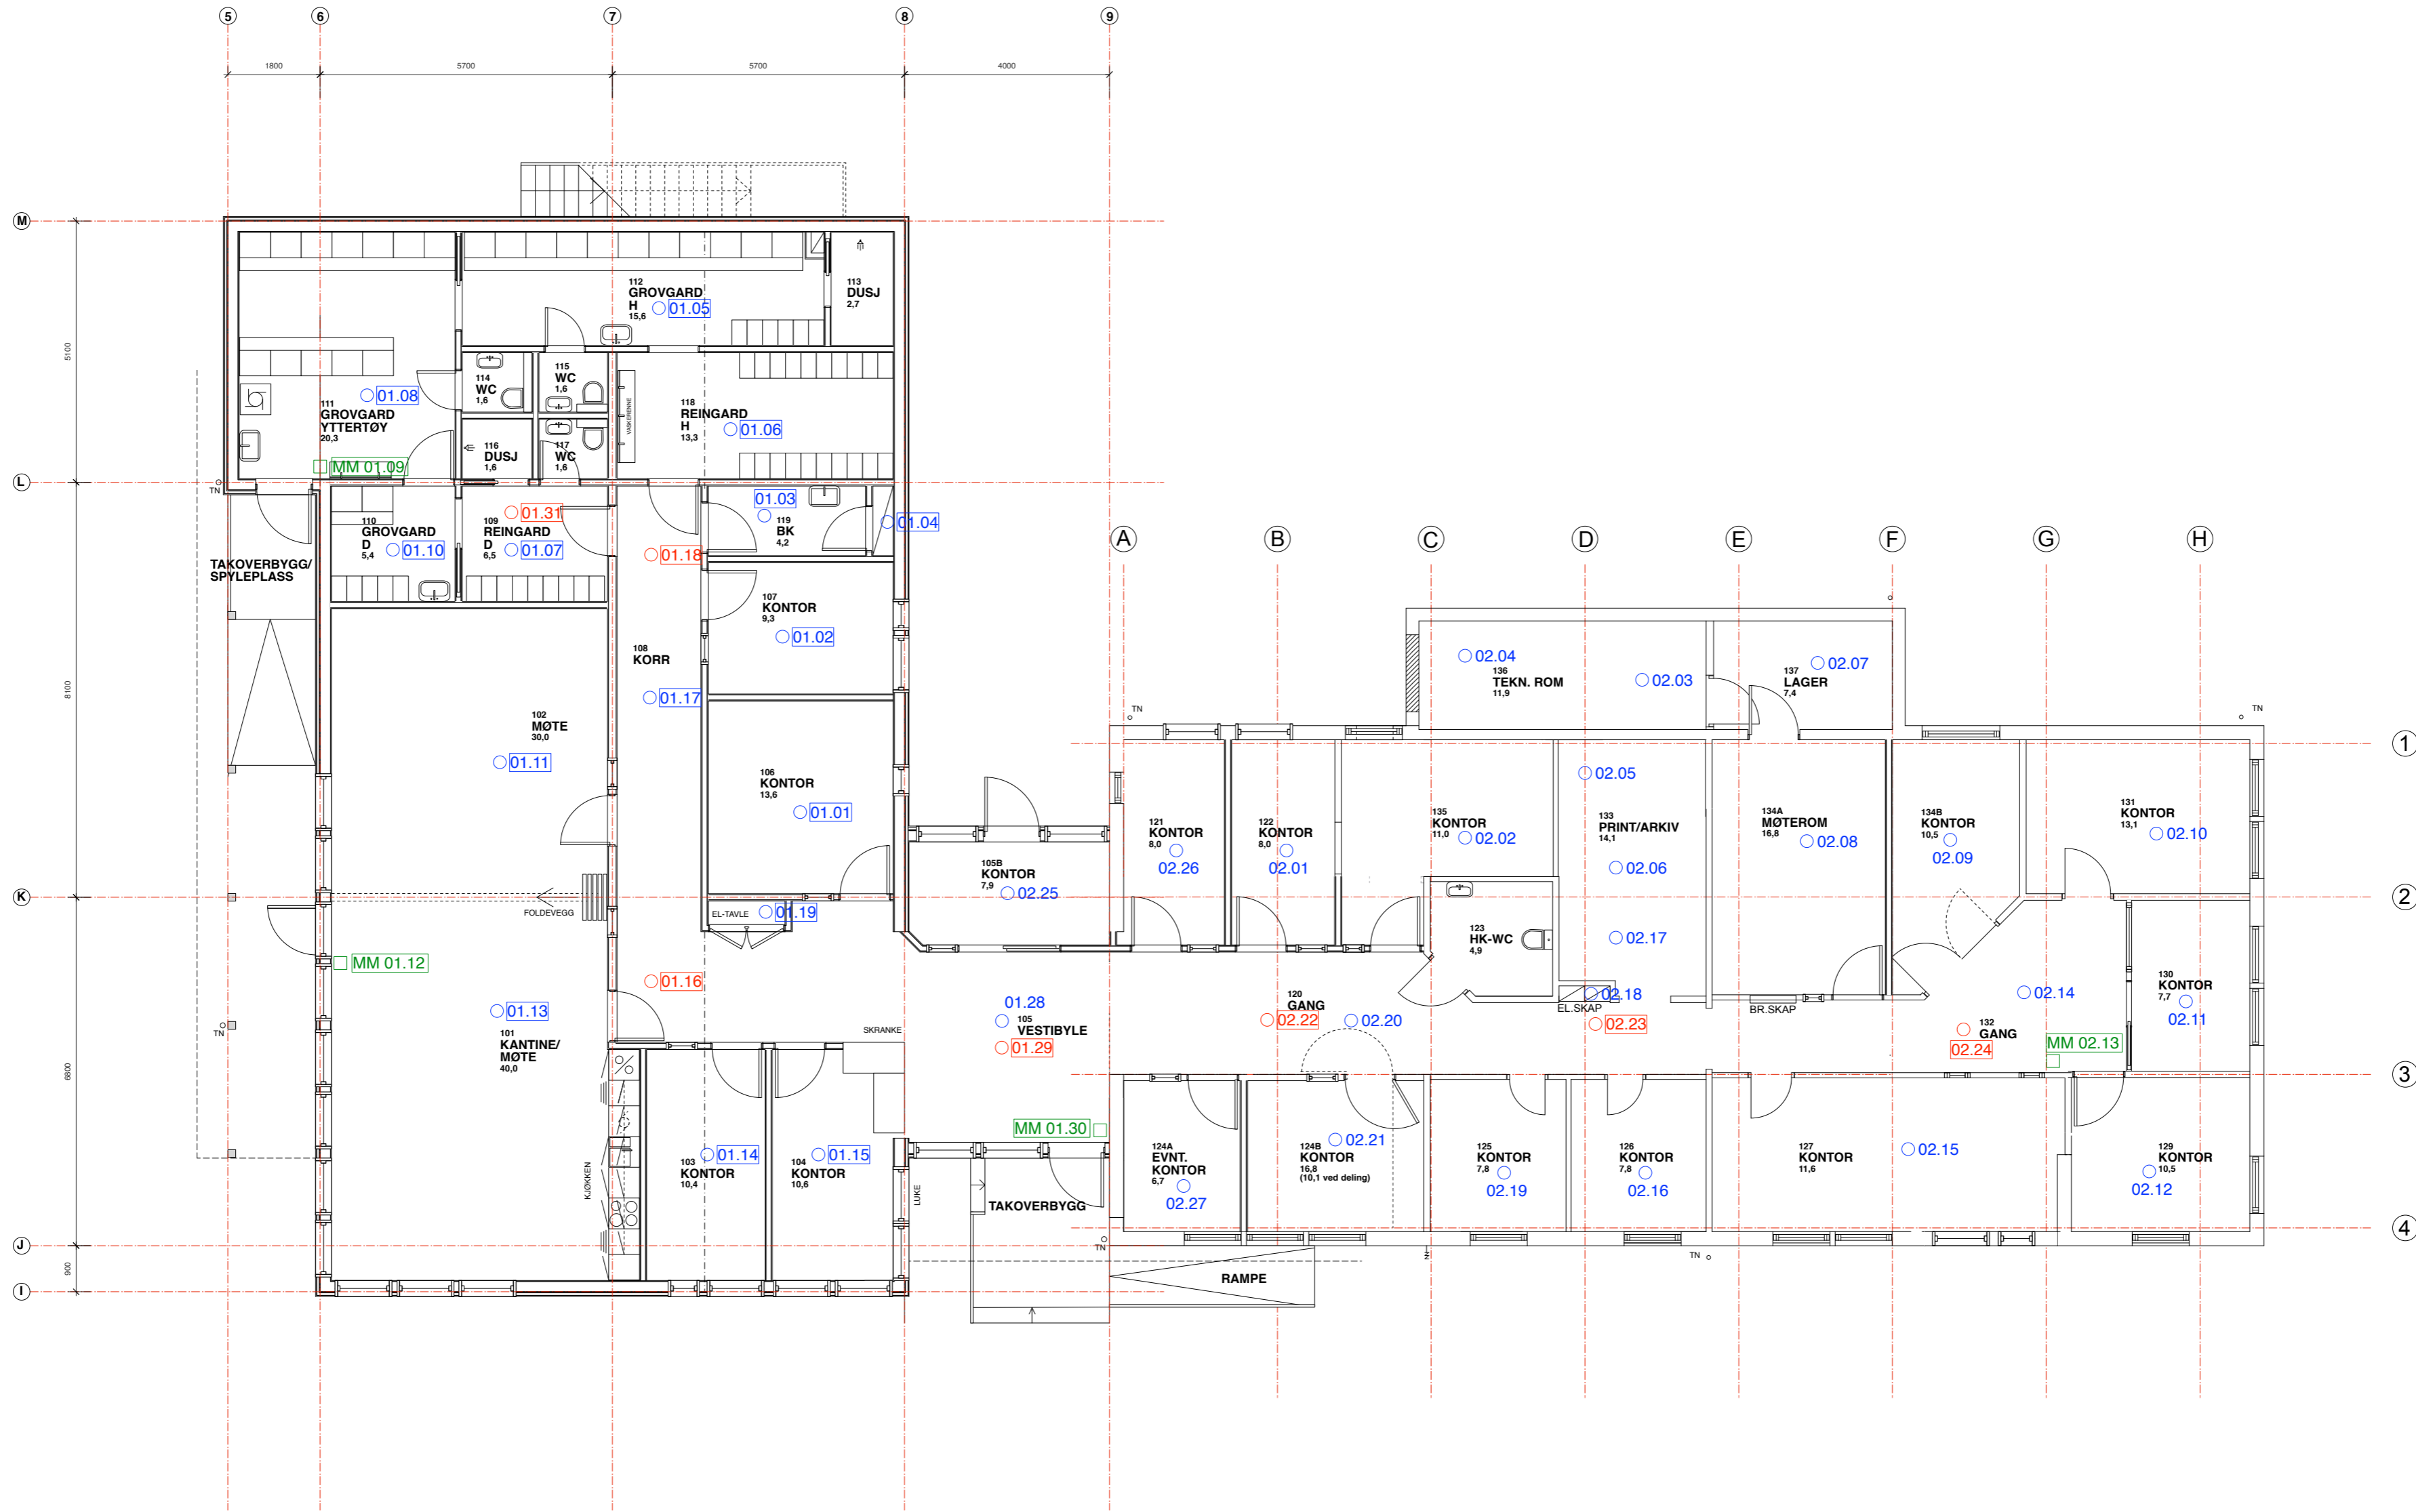 5 6 7 8 9
1800 5700 5700 4000
M
5100
L
8100
K
6800
J
900
I
A B C D E F G H
1
2
3
4
112
GROVGARD
H
15,6
01.05
113
DUSJ
2,7
01.08
111
GROVGARD
YTTERTØY
20,3
MM 01.09
114
WC
1,6
115
WC
1,6
116
DUSJ
1,6
117
WC
1,6
VASKERENNE
118
REINGARD
H
13,3
01.06
TN
110
GROVGARD
D
5,4
01.10
01.31
109
REINGARD
D
6,5
01.07
01.03
119
BK
4,2
01.04
01.18
TAKOVERBYGG/
SPYLEPLASS
107
KONTOR
9,3
01.02
108
KORR
01.17
102
MØTE
30,0
01.11
106
KONTOR
13,6
01.01
FOLDEVEGG
EL-TAVLE
01.19
MM 01.12
01.16
01.13
101
KANTINE/
MØTE
40,0
TN
KJØKKEN
SKRANKE
103
KONTOR
10,4
01.14
104
KONTOR
10,6
01.15
105B
KONTOR
7,9
02.25
01.28
105
VESTIBYLE
01.29
MM 01.30
LUKE
TAKOVERBYGG
TN
RAMPE
TN
121
KONTOR
8,0
02.26
122
KONTOR
8,0
02.01
135
KONTOR
11,0
02.02
02.04
136
TEKN. ROM
11,9
02.03
02.07
137
LAGER
7,4
02.05
133
PRINT/ARKIV
14,1
02.06
02.17
02.18
EL.SKAP
02.23
123
HK-WC
4,9
134A
MØTEROM
16,8
02.08
BR.SKAP
134B
KONTOR
10,5
02.09
131
KONTOR
13,1
02.10
TN
130
KONTOR
7,7
02.11
02.14
132
GANG
02.24
MM 02.13
120
GANG
02.22
02.20
124A
EVNT.
KONTOR
6,7
02.27
02.21
124B
KONTOR
16,8
(10,1 ved deling)
125
KONTOR
7,8
02.19
126
KONTOR
7,8
02.16
127
KONTOR
11,6
02.15
129
KONTOR
10,5
02.12
TN